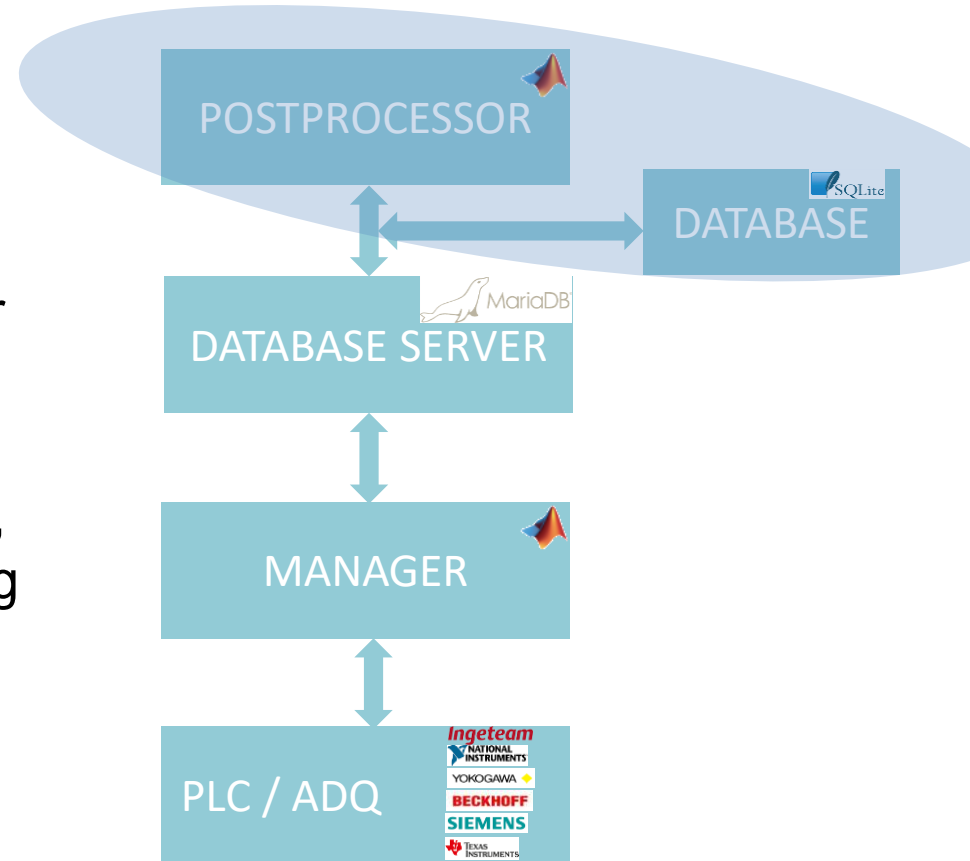 POSTPROCESSOR
SQLite
DATABASE
MariaDB
DATABASE SERVER
MANAGER
PLC / ADQ
Ingeteam
NATIONAL
INSTRUMENTS
YOKOGAWA
BECKHOFF
SIEMENS
TEXAS
INSTRUMENTS